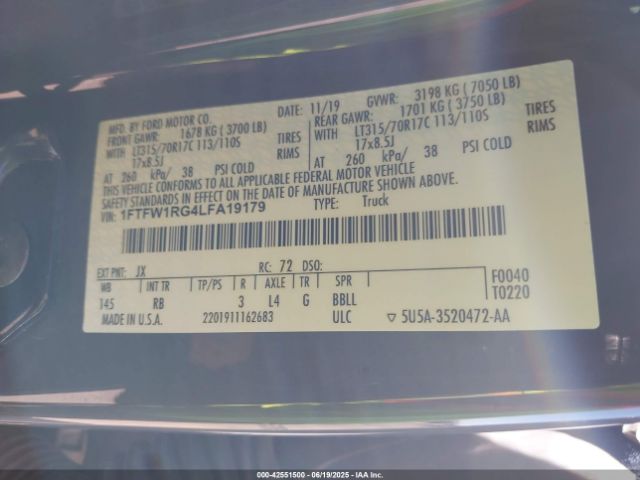 MFD. BY FORD MOTOR CO.
DATE: 11/19 GVWR: 3198 KG ( 7050 LB)
FRONT GAWR: 1678 KG ( 3700 LB)
REAR GAWR: 1701 KG ( 3750 LB)
WITH LT315/70R17C 113/110S TIRES
WITH LT315/70R17C 113/110S TIRES
17x8.5J RIMS
17x8.5J RIMS
AT 260 kPa/ 38 PSI COLD
AT 260 kPa/ 38 PSI COLD
THIS VEHICLE CONFORMS TO ALL APPLICABLE FEDERAL MOTOR VEHICLE
SAFETY STANDARDS IN EFFECT ON THE DATE OF MANUFACTURE SHOWN ABOVE.
VIN: 1FTFW1RG4LFA19179 TYPE: Truck
EXT PNT: JX RC: 72 DSO:
WB INT TR TP/PS R AXLE TR SPR
145 RB 3 L4 G BBLL
F0040
T0220
MADE IN U.S.A. 2201911162683 ULC ▽ 5U5A-3520472-AA
000-42551500 - 06/19/2025 - IAA, Inc.